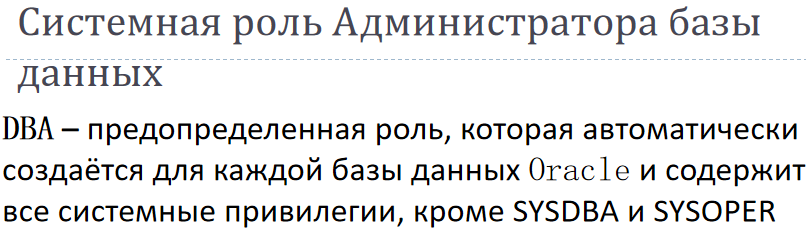 Системная роль Администратора базы
данных
DBA – предопределенная роль, которая автоматически
создаётся для каждой базы данных Oracle и содержит
все системные привилегии, кроме SYSDBA и SYSOPER